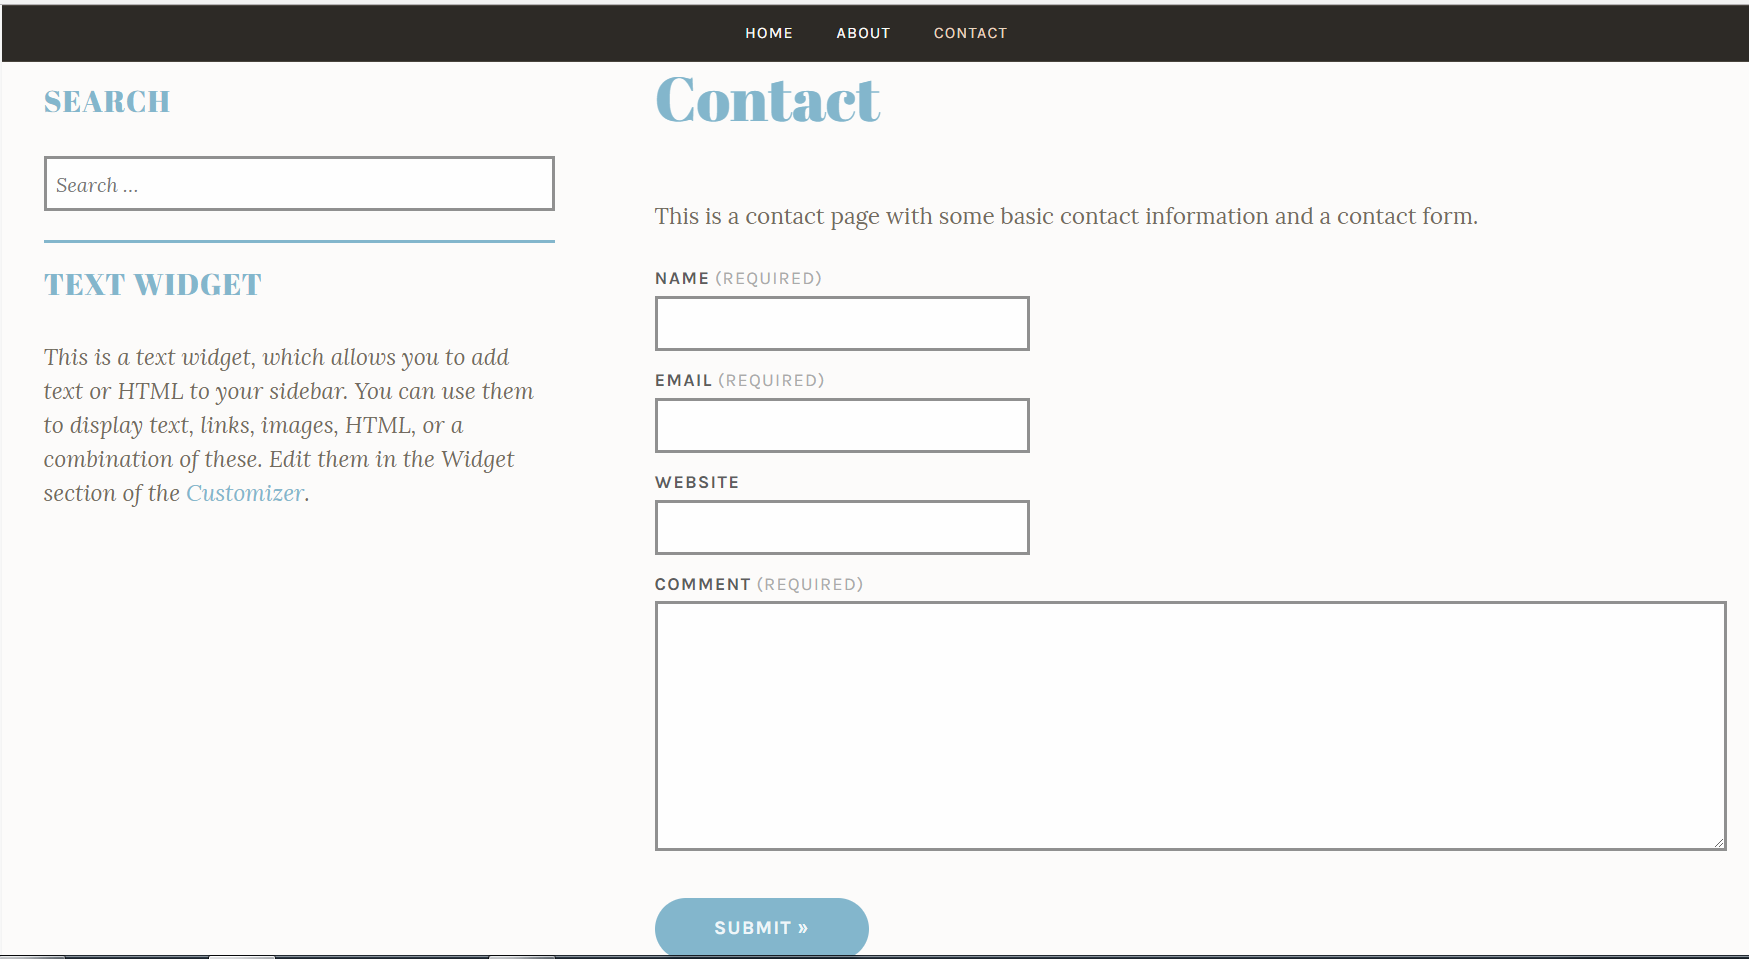 HOME ABOUT CONTACT
SEARCH
Search ...
TEXT WIDGET
This is a text widget, which allows you to add
text or HTML to your sidebar. You can use them
to display text, links, images, HTML, or a
combination of these. Edit them in the Widget
section of the Customizer.
Contact
This is a contact page with some basic contact information and a contact form.
NAME (REQUIRED)
EMAIL (REQUIRED)
WEBSITE
COMMENT (REQUIRED)
SUBMIT »